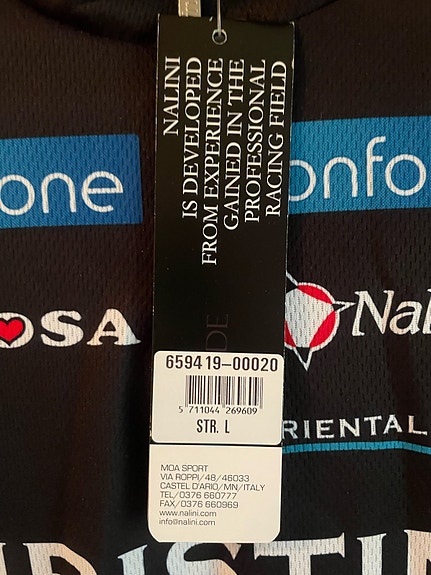 NALINI
IS DEVELOPED
FROM EXPERIENCE
GAINED IN THE
PROFESSIONAL
RACING FIELD
one
onfo
OSA
Nal
DE
659419-00020
5 711044 269609
STR. L
RIENTAL
MOA SPORT
VIA ROPPI/48/46033
CASTEL D'ARIO/MN/ITALY
TEL/0376 660777
FAX/0376 660969
www.nalini.com
info@nalini.com
RISTIN